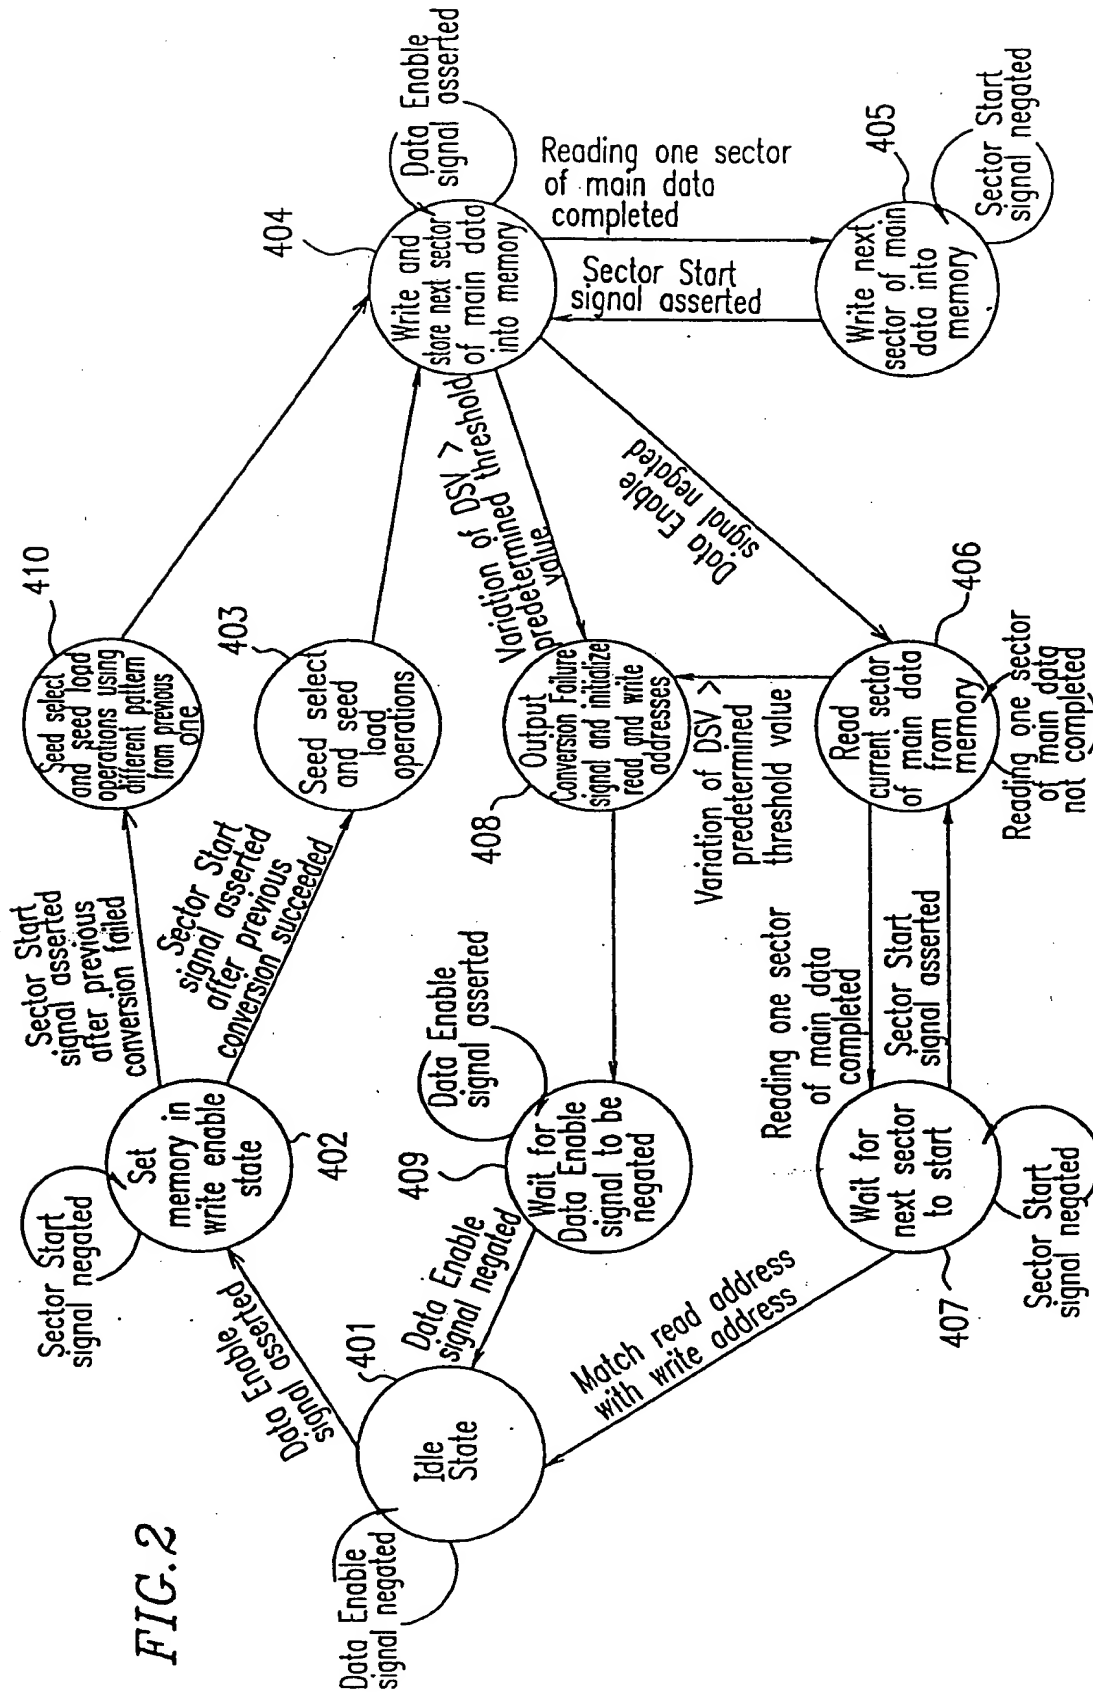 FIG.2
Data Enable
signal negated
Idle
State
401
Data Enable
signal asserted
Sector Start
signal negated
Set
memory in
write enable
state
402
Sector Start
signal asserted
after previous
conversion failed
Sector Start
signal asserted
after previous
conversion succeeded
Seed select
and seed load
operations using
different pattern
from previous
one
410
Seed select
and seed
load
operations
403
Write and
store next sector
of main data
into memory
404
Data Enable
signal asserted
Reading one sector
of main data
completed
Sector Start
signal asserted
Write next
sector of main
data into
memory
405
Sector Start
signal negated
Variation of DSV >
predetermined threshold
value
Data Enable
signal negated
Output
Conversion Failure
signal and initialize
read and write
addresses
408
Variation of DSV >
predetermined
threshold value
Read
current sector
of main data
from
memory
406
Reading one sector
of main data
not completed
Data Enable
signal asserted
Wait for
Data Enable
signal to be
negated
409
Data Enable
signal negated
Reading one sector
of main data
completed
Sector Start
signal asserted
Wait for
next sector
to start
407
Sector Start
signal negated
Match read address
with write address